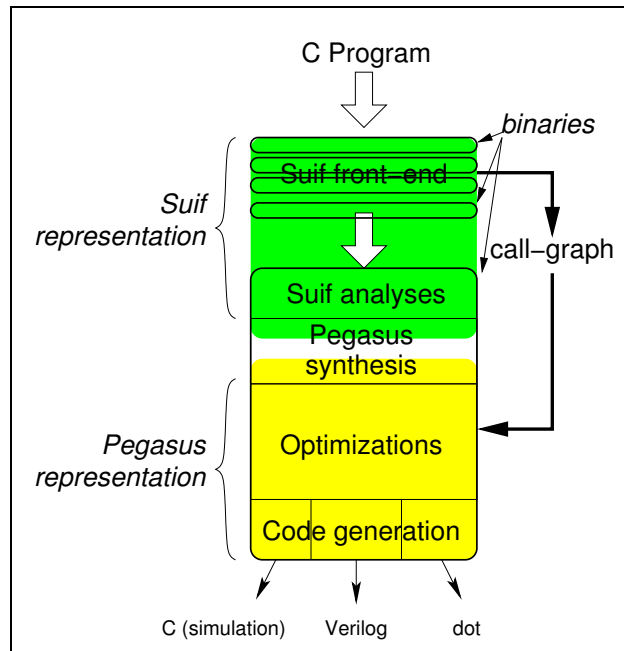 C Program
binaries
Suif front-end
Suif
representation
call-graph
Suif analyses
Pegasus
synthesis
Pegasus
representation
Optimizations
Code generation
C (simulation)
Verilog
dot